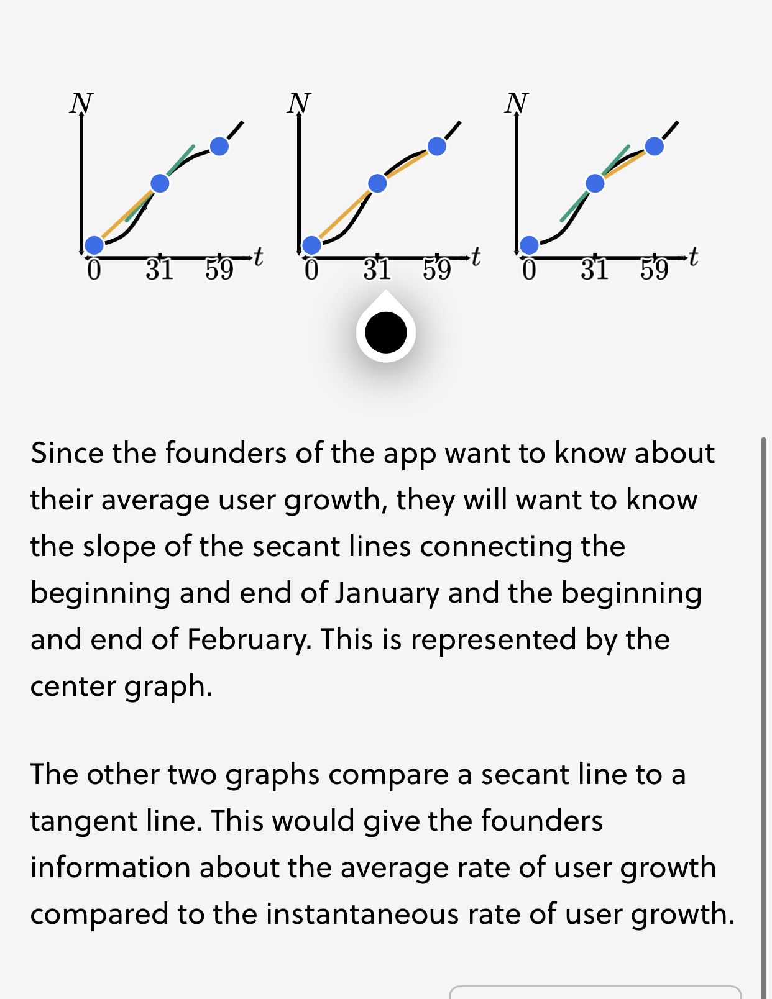 N N N
t t t
0 31 59 0 31 59 0 31 59
Since the founders of the app want to know about
their average user growth, they will want to know
the slope of the secant lines connecting the
beginning and end of January and the beginning
and end of February. This is represented by the
center graph.
The other two graphs compare a secant line to a
tangent line. This would give the founders
information about the average rate of user growth
compared to the instantaneous rate of user growth.